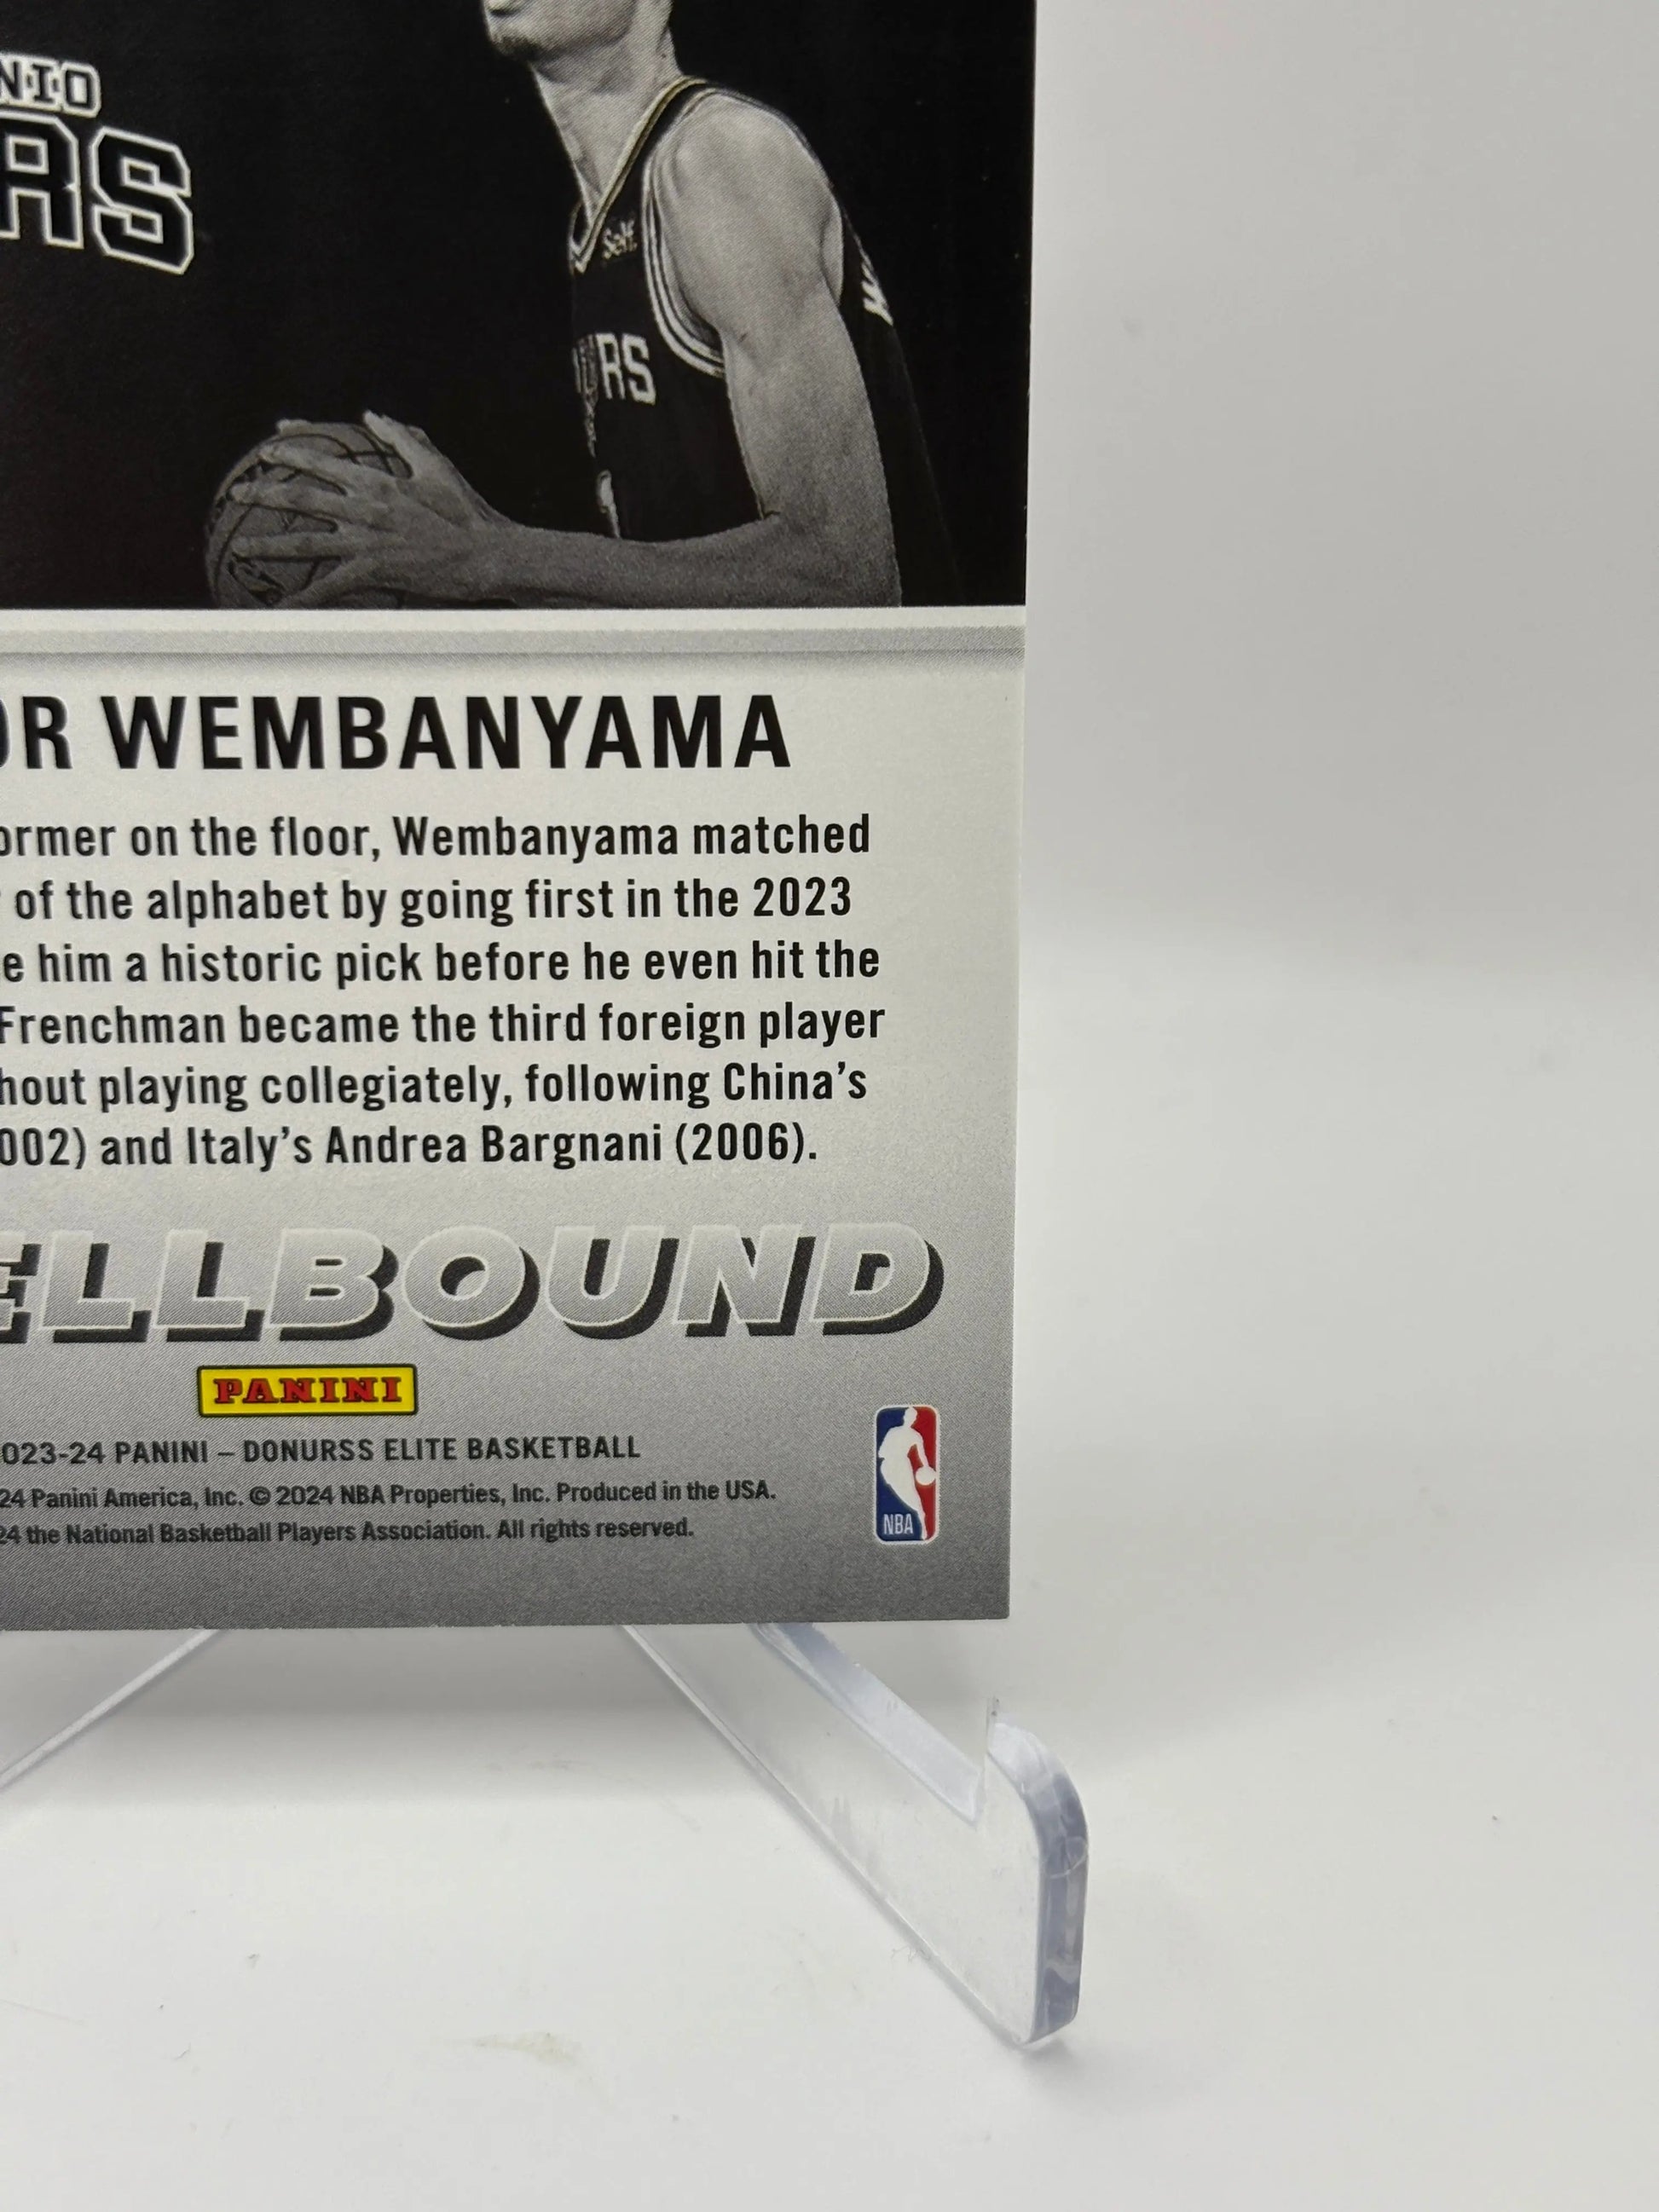 NIO
RS
Self
URS
W
OR WEMBANYAMA
ormer on the floor, Wembanyama matched
of the alphabet by going first in the 2023
e him a historic pick before he even hit the
Frenchman became the third foreign player
hout playing collegiately, following China's
002) and Italy's Andrea Bargnani (2006).
ELLBOUND
PANINI
023-24 PANINI – DONURSS ELITE BASKETBALL
24 Panini America, Inc. © 2024 NBA Properties, Inc. Produced in the USA.
24 the National Basketball Players Association. All rights reserved.
NBA